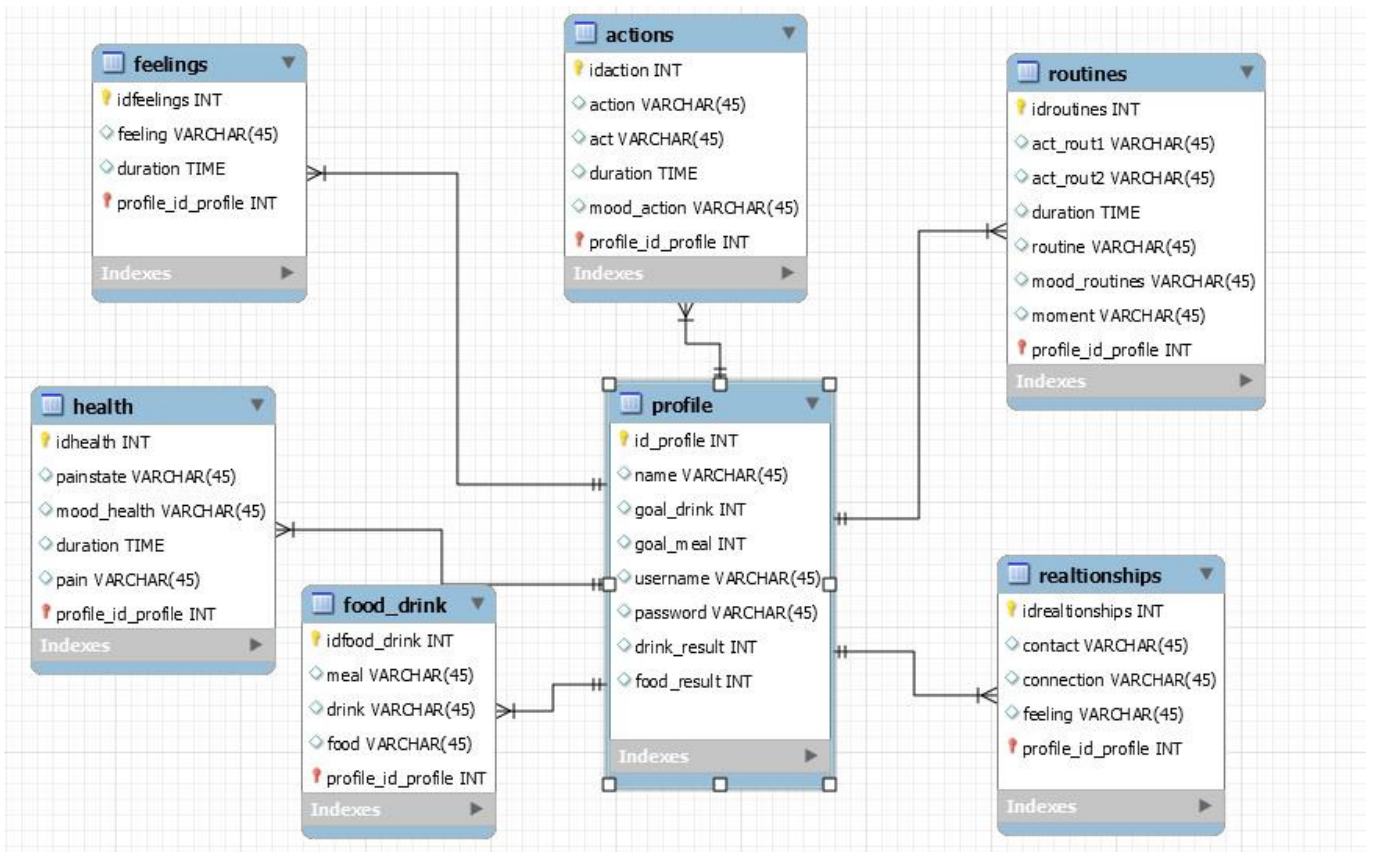 feelings
idfeelings INT
feeling VARCHAR(45)
duration TIME
profile_id_profile INT
Indexes
actions
idaction INT
action VARCHAR(45)
act VARCHAR(45)
duration TIME
mood_action VARCHAR(45)
profile_id_profile INT
Indexes
routines
idroutines INT
act_rout1 VARCHAR(45)
act_rout2 VARCHAR(45)
duration TIME
routine VARCHAR(45)
mood_routines VARCHAR(45)
moment VARCHAR(45)
profile_id_profile INT
Indexes
health
idhealth INT
painstate VARCHAR(45)
mood_health VARCHAR(45)
duration TIME
pain VARCHAR(45)
profile_id_profile INT
Indexes
profile
id_profile INT
name VARCHAR(45)
goal_drink INT
goal_meal INT
username VARCHAR(45)
password VARCHAR(45)
drink_result INT
food_result INT
Indexes
food_drink
idfood_drink INT
meal VARCHAR(45)
drink VARCHAR(45)
food VARCHAR(45)
profile_id_profile INT
Indexes
realtionships
idrealtionships INT
contact VARCHAR(45)
connection VARCHAR(45)
feeling VARCHAR(45)
profile_id_profile INT
Indexes